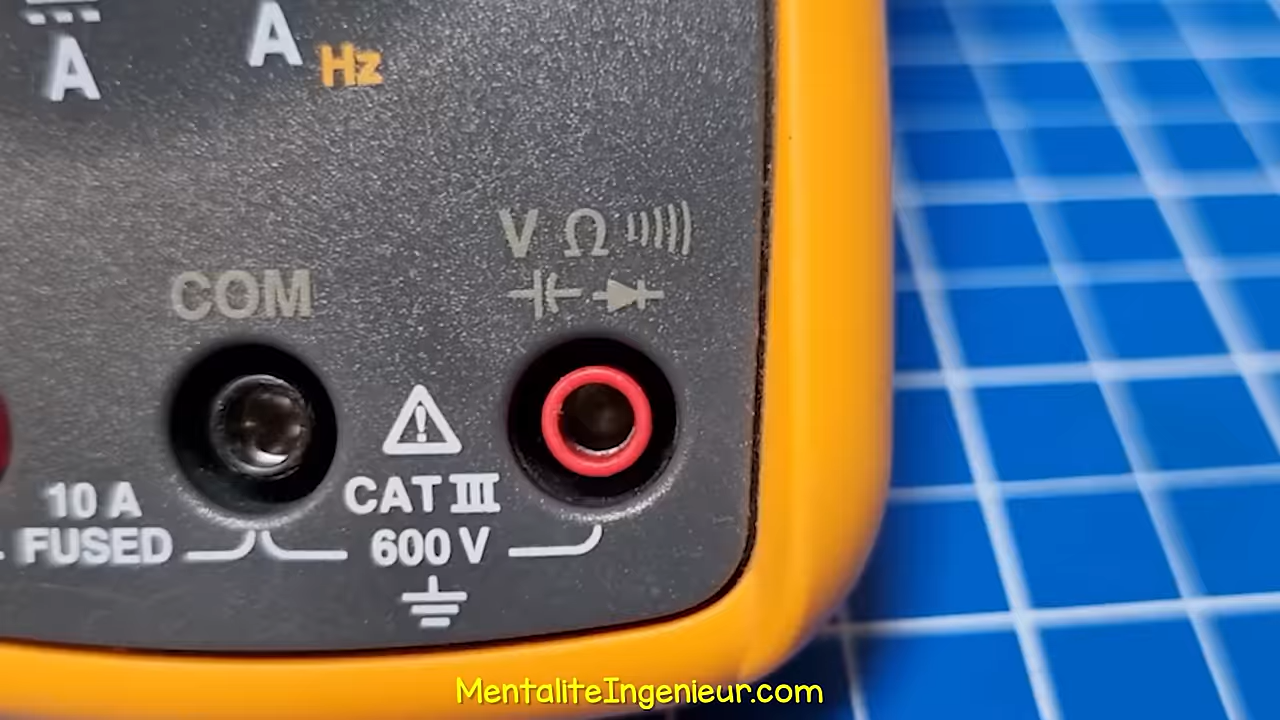 A
A Hz
V Ω
COM
CAT III
10 A
FUSED
600 V
MentaliteIngenieur.com